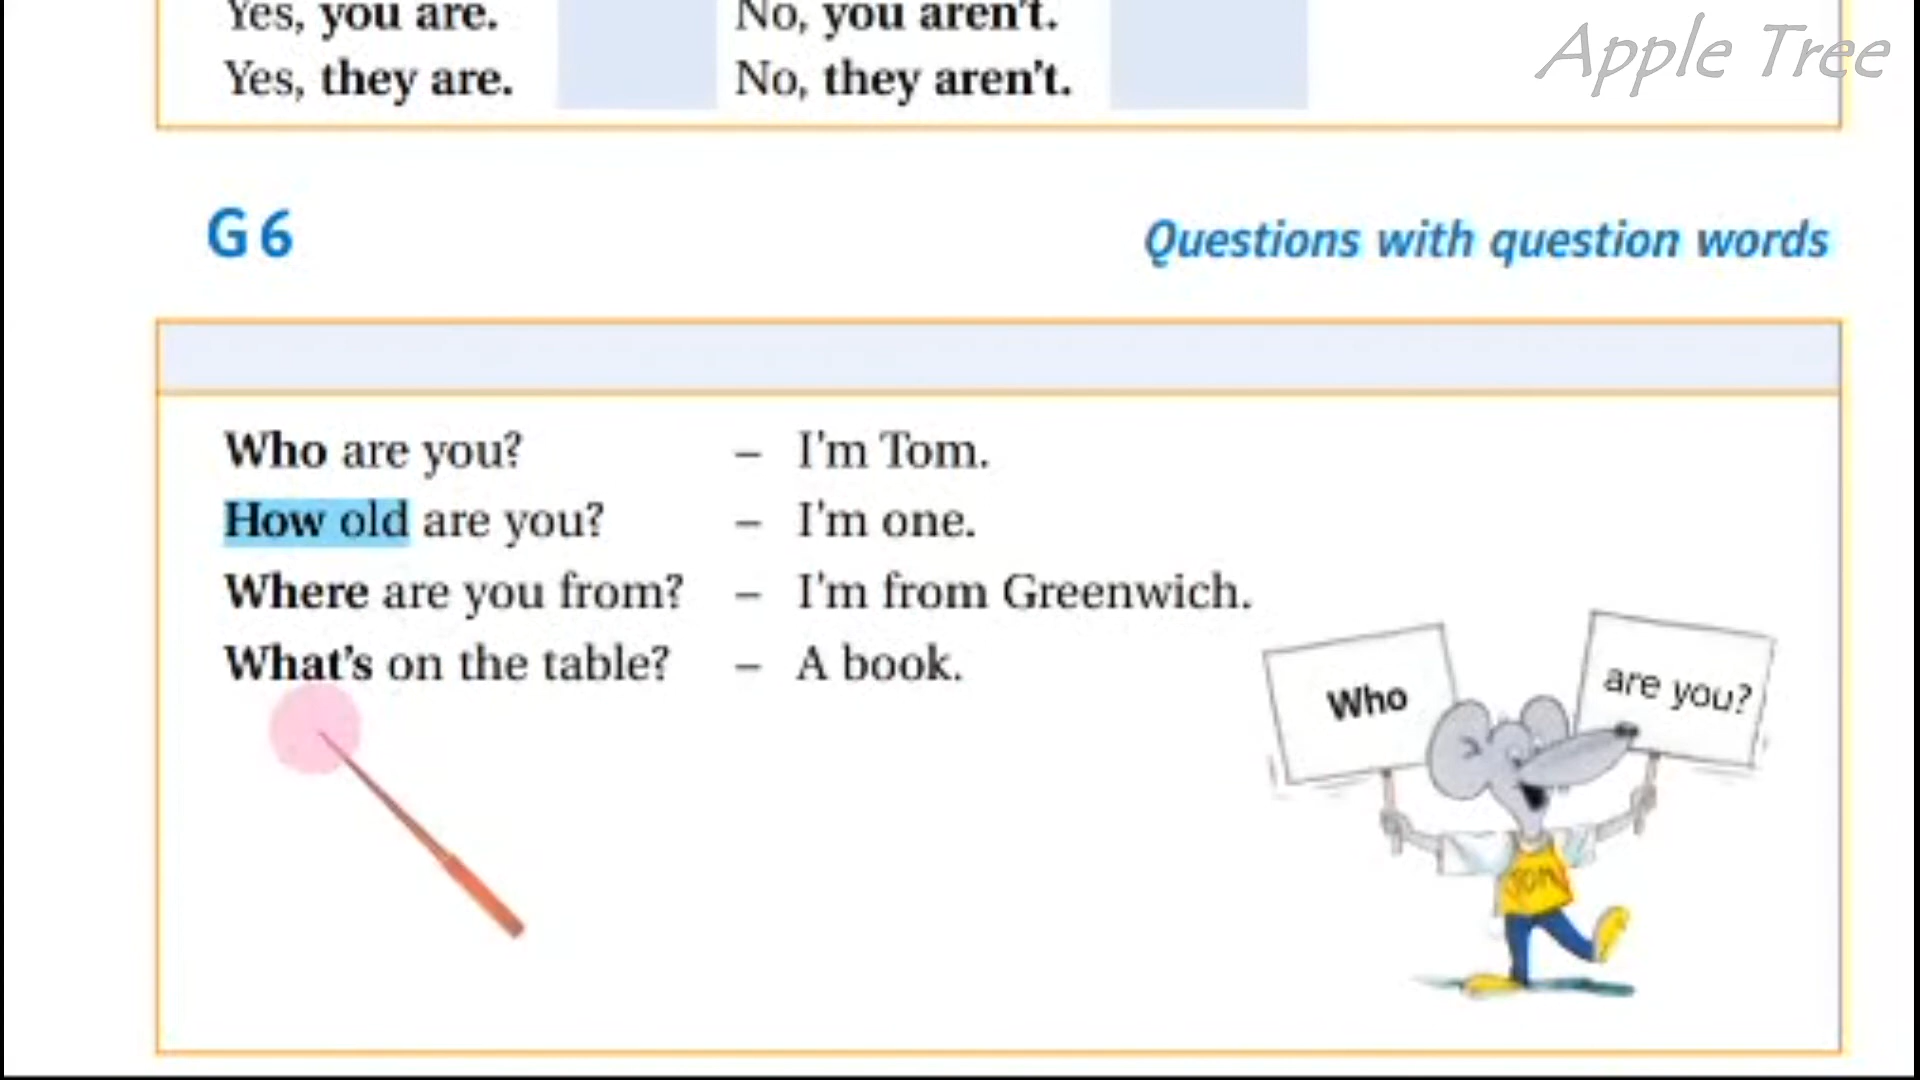 Yes, you are. No, you aren't.
Yes, they are. No, they aren't.
Apple Tree
G 6
Questions with question words
Who are you? – I'm Tom.
How old are you? – I'm one.
Where are you from? – I'm from Greenwich.
What's on the table? – A book.
Who are you?
TOM